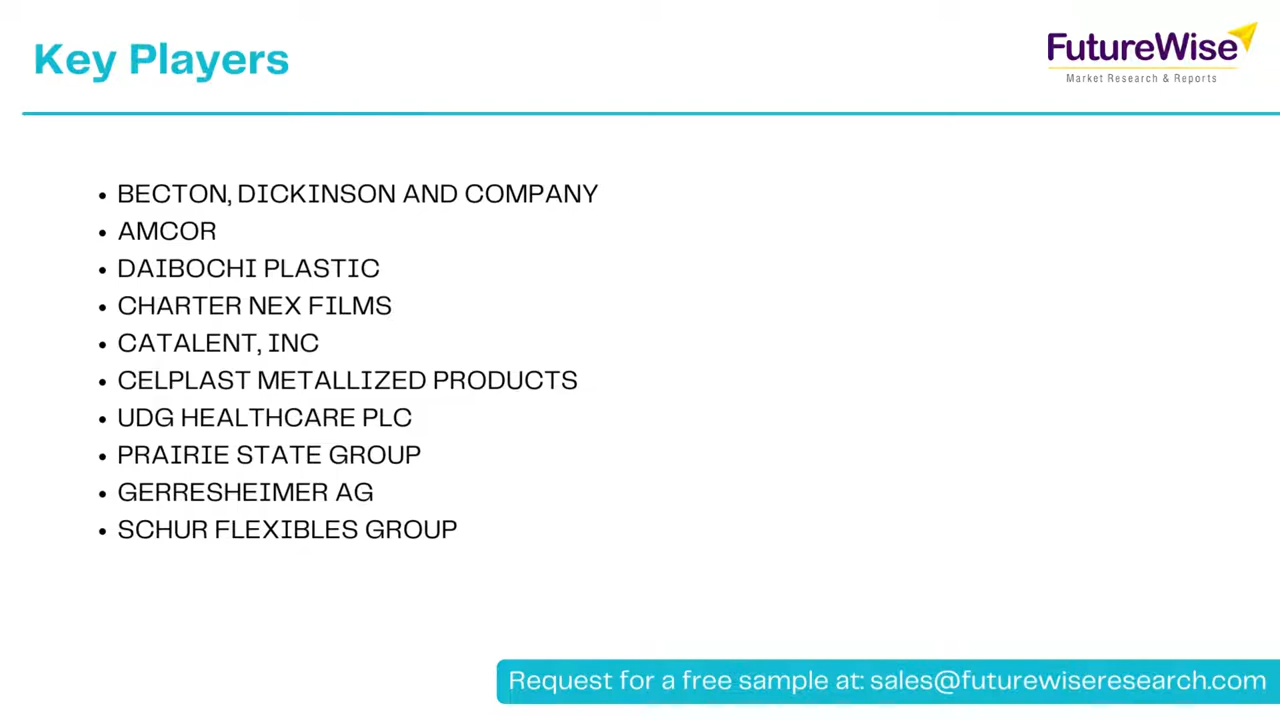 Key Players
FutureWise
Market Research & Reports
• BECTON, DICKINSON AND COMPANY
• AMCOR
• DAIBOCHI PLASTIC
• CHARTER NEX FILMS
• CATALENT, INC
• CELPLAST METALLIZED PRODUCTS
• UDG HEALTHCARE PLC
• PRAIRIE STATE GROUP
• GERRESHEIMER AG
• SCHUR FLEXIBLES GROUP
Request for a free sample at: sales@futurewiseresearch.com